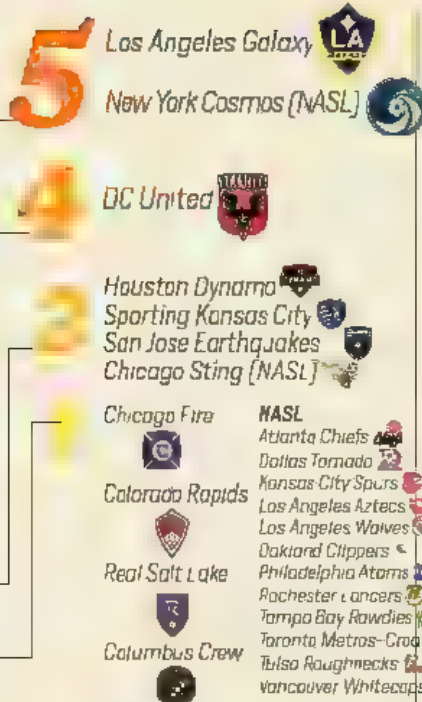 5
Los Angeles Galaxy
LA
New York Cosmos (NASL)
4
DC United
Houston Dynamo
Sporting Kansas City
San Jose Earthquakes
Chicago Sting (NASL)
1
Chicago Fire
C
Colorado Rapids
Real Salt Lake
Columbus Crew
NASL
Atlanta Chiefs
Dallas Tornado
Kansas City Spurs
Los Angeles Aztecs
Los Angeles Wolves
Oakland Clippers
Philadelphia Atoms
Rochester Lancers
Tampa Bay Rowdies
Toronto Metros-Croa
Tulsa Roughnecks
Vancouver Whitecaps